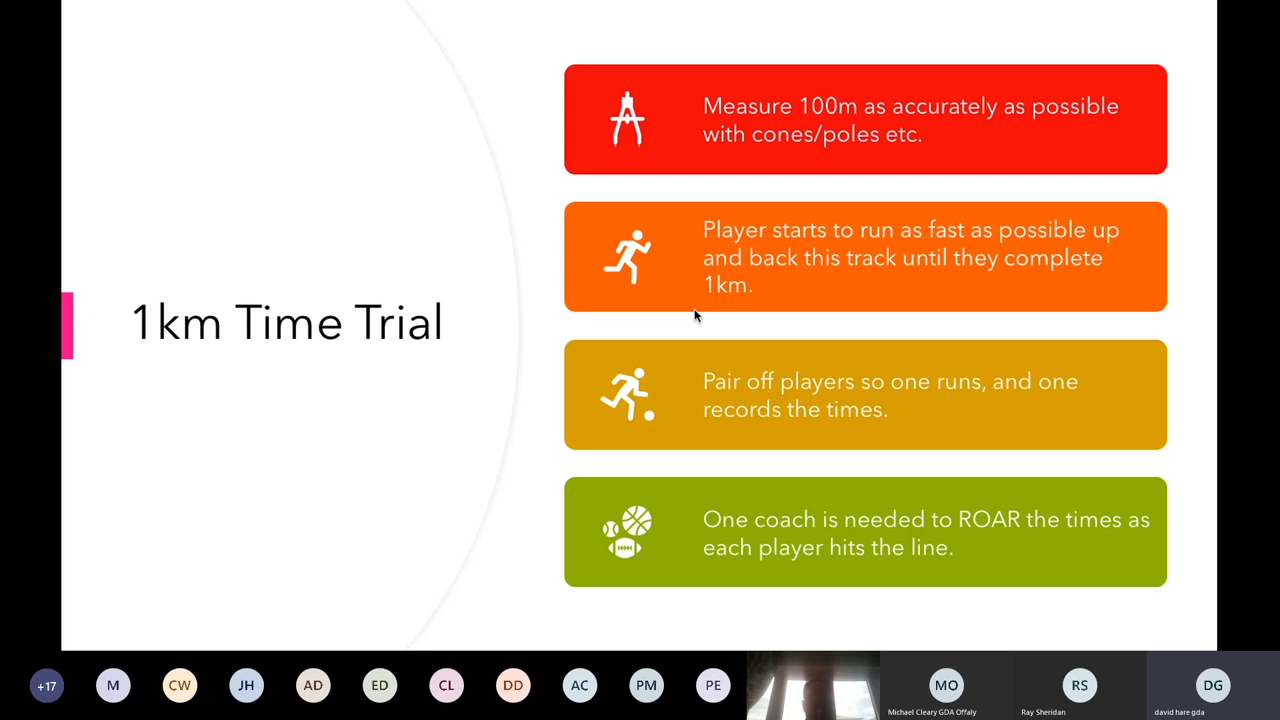 1km Time Trial
Measure 100m as accurately as possible
with cones/poles etc.
Player starts to run as fast as possible up
and back this track until they complete
1km.
Pair off players so one runs, and one
records the times.
One coach is needed to ROAR the times as
each player hits the line.
+17
M
CW
JH
AD
ED
CL
DD
AC
PM
PE
MO
Michael Cleary GDA Offaly
RS
Ray Sheridan
DG
david hare gda